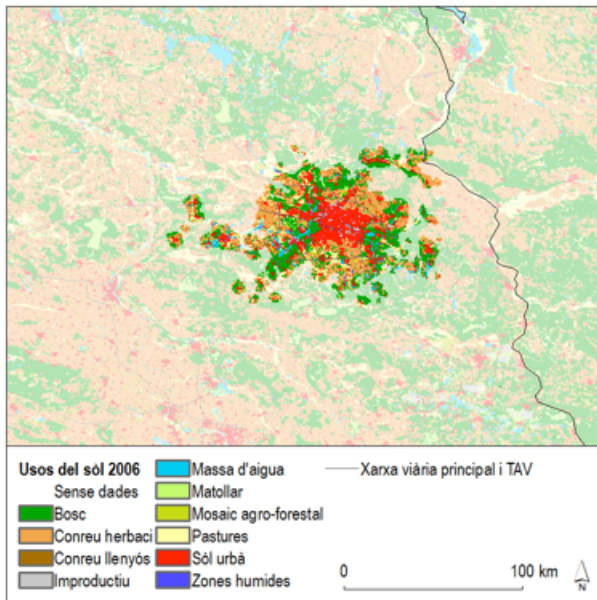 Usos del sòl 2006
Sense dades
Bosc
Conreu herbaci
Conreu llenyós
Improductiu
Massa d'aigua
Matollar
Mosaic agro-forestal
Pastures
Sòl urbà
Zones humides
Xarxa viària principal i TAV
0 100 km
N